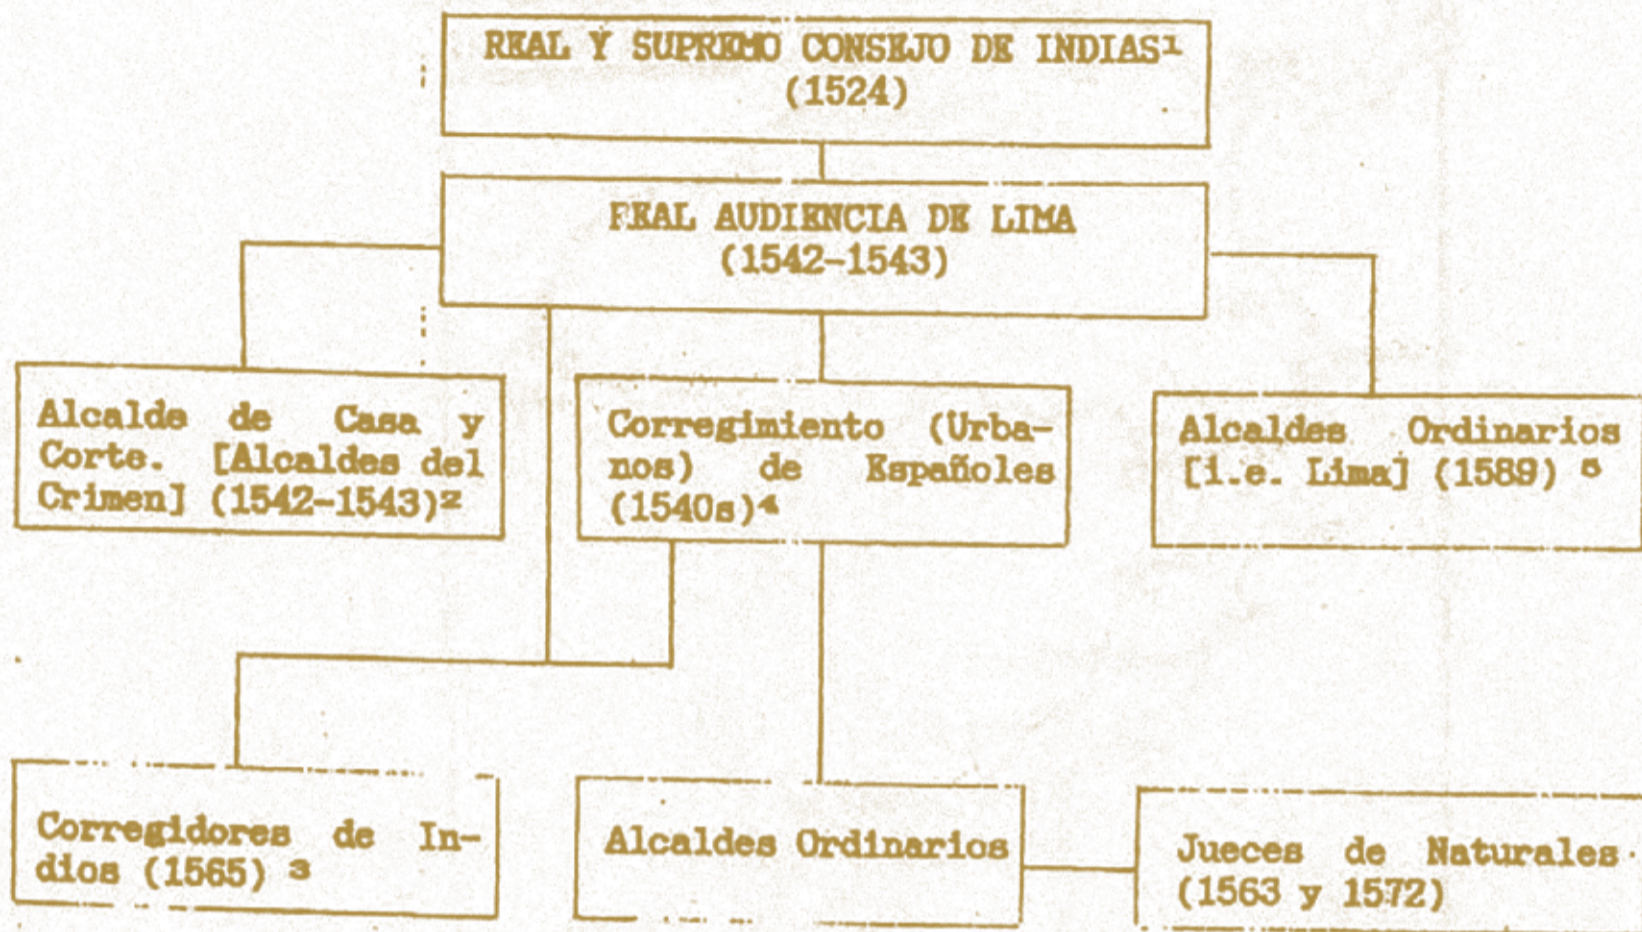 REAL Y SUPREMO CONSEJO DE INDIAS¹
(1524)
REAL AUDIENCIA DE LIMA
(1542-1543)
Alcalde de Casa y
Corte. [Alcaldes del
Crimen] (1542-1543)²
Corregimiento (Urba-
nos) de Españoles
(1540s)⁴
Alcaldes Ordinarios
[i.e. Lima] (1589) ⁵
Corregidores de In-
dios (1565) ³
Alcaldes Ordinarios
Jueces de Naturales
(1563 y 1572)